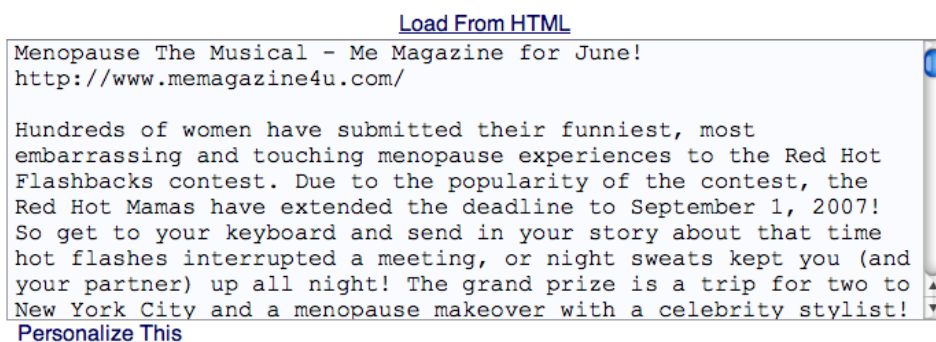 Load From HTML
Menopause The Musical - Me Magazine for June!
http://www.memagazine4u.com/
Hundreds of women have submitted their funniest, most
embarrassing and touching menopause experiences to the Red Hot
Flashbacks contest. Due to the popularity of the contest, the
Red Hot Mamas have extended the deadline to September 1, 2007!
So get to your keyboard and send in your story about that time
hot flashes interrupted a meeting, or night sweats kept you (and
your partner) up all night! The grand prize is a trip for two to
New York City and a menopause makeover with a celebrity stylist!
Personalize This